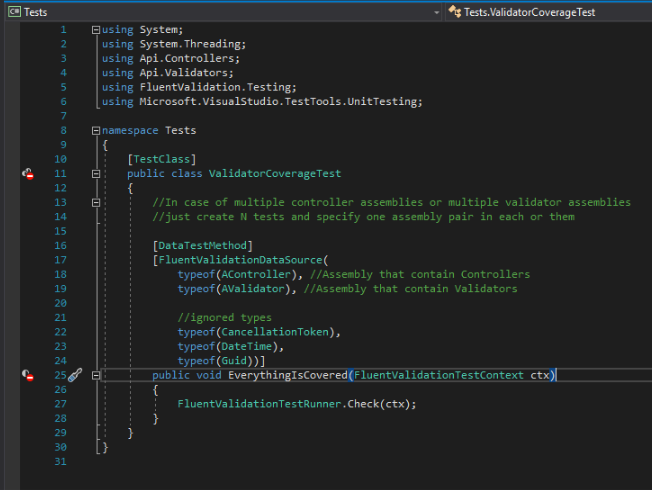 Tests Tests.ValidatorCoverageTest
1 using System;
2 using System.Threading;
3 using Api.Controllers;
4 using Api.Validators;
5 using FluentValidation.Testing;
6 using Microsoft.VisualStudio.TestTools.UnitTesting;
7
8 namespace Tests
9 {
10 [TestClass]
11 public class ValidatorCoverageTest
12 {
13 //In case of multiple controller assemblies or multiple validator assemblies
14 //just create N tests and specify one assembly pair in each or them
15
16 [DataTestMethod]
17 [FluentValidationDataSource(
18 typeof(AController), //Assembly that contain Controllers
19 typeof(AValidator), //Assembly that contain Validators
20
21 //ignored types
22 typeof(CancellationToken),
23 typeof(DateTime),
24 typeof(Guid))]
25 public void EverythingIsCovered(FluentValidationTestContext ctx)
26 {
27 FluentValidationTestRunner.Check(ctx);
28 }
29 }
30 }
31